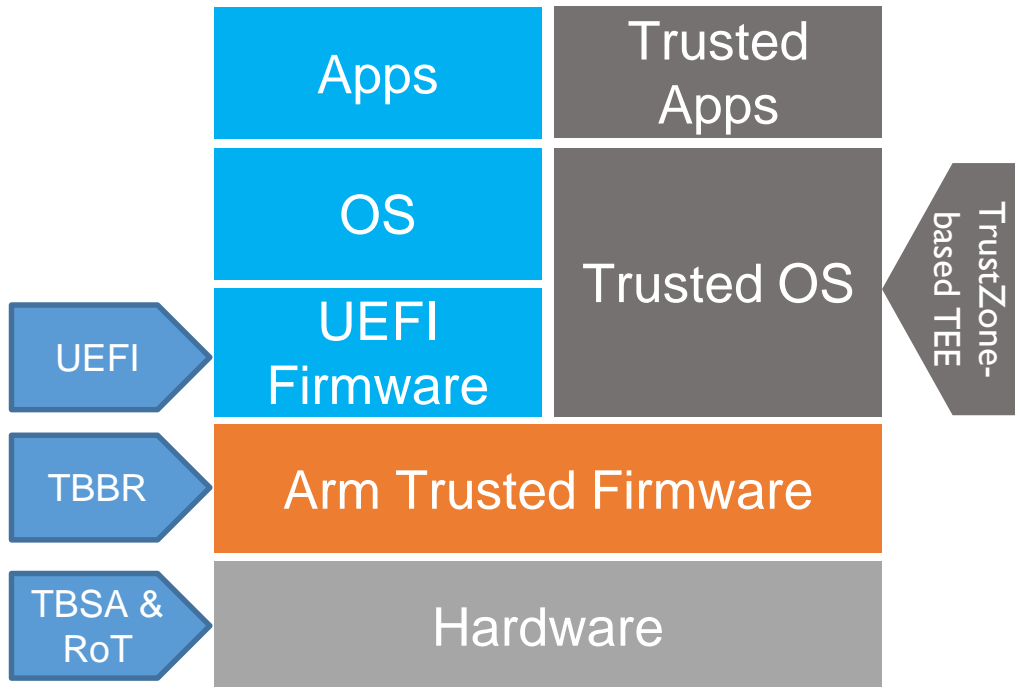 Apps
Trusted
Apps
OS
Trusted OS
TrustZone-
based TEE
UEFI
UEFI
Firmware
TBBR
Arm Trusted Firmware
TBSA &
RoT
Hardware